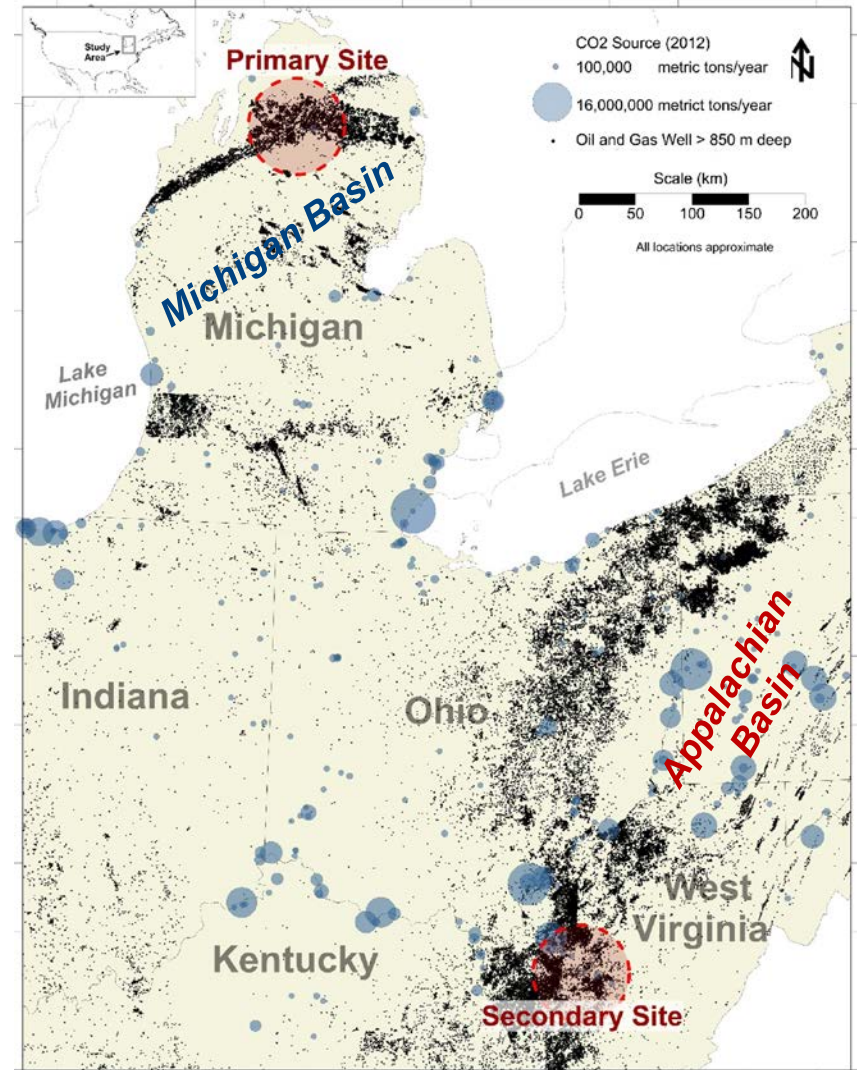 Study
Area
Primary Site
CO2 Source (2012)
100,000 metric tons/year
16,000,000 metrict tons/year
Oil and Gas Well > 850 m deep
N
Scale (km)
0 50 100 150 200
All locations approximate
Michigan Basin
Michigan
Lake
Michigan
Lake Erie
Indiana
Ohio
Appalachian
Basin
West
Virginia
Kentucky
Secondary Site